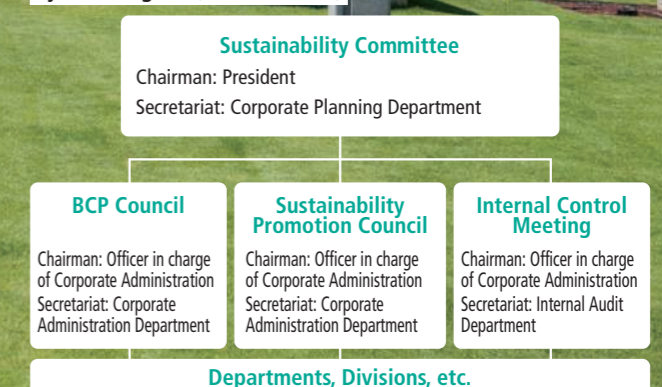 Sustainability Committee
Chairman: President
Secretariat: Corporate Planning Department
BCP Council
Chairman: Officer in charge
of Corporate Administration
Secretariat: Corporate
Administration Department
Sustainability
Promotion Council
Chairman: Officer in charge
of Corporate Administration
Secretariat: Corporate
Administration Department
Internal Control
Meeting
Chairman: Officer in charge
of Corporate Administration
Secretariat: Internal Audit
Department
Departments, Divisions, etc.